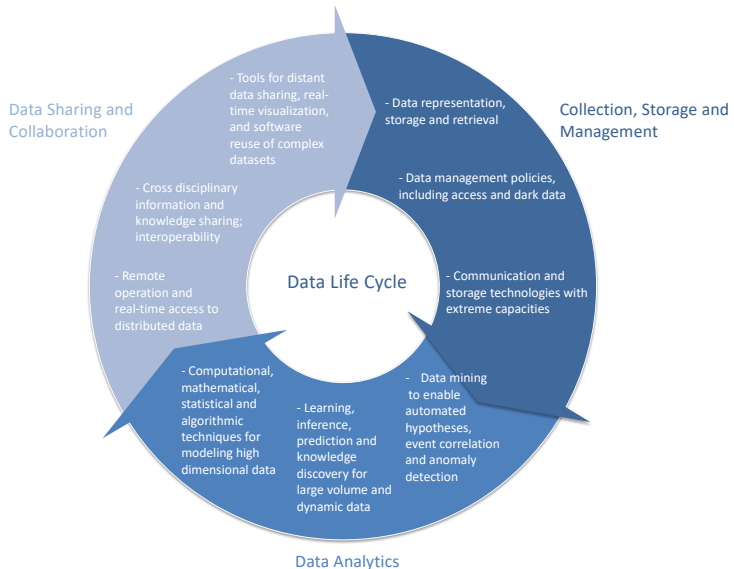 Data Sharing and
Collaboration
- Tools for distant
data sharing, real-
time visualization,
and software
reuse of complex
datasets
- Cross disciplinary
information and
knowledge sharing;
interoperability
- Remote
operation and
real-time access to
distributed data
Collection, Storage and
Management
- Data representation,
storage and retrieval
- Data management policies,
including access and dark data
- Communication and
storage technologies with
extreme capacities
Data Life Cycle
- Computational,
mathematical,
statistical and
algorithmic
techniques for
modeling high
dimensional data
- Learning,
inference,
prediction and
knowledge
discovery for
large volume and
dynamic data
- Data mining
to enable
automated
hypotheses,
event correlation
and anomaly
detection
Data Analytics